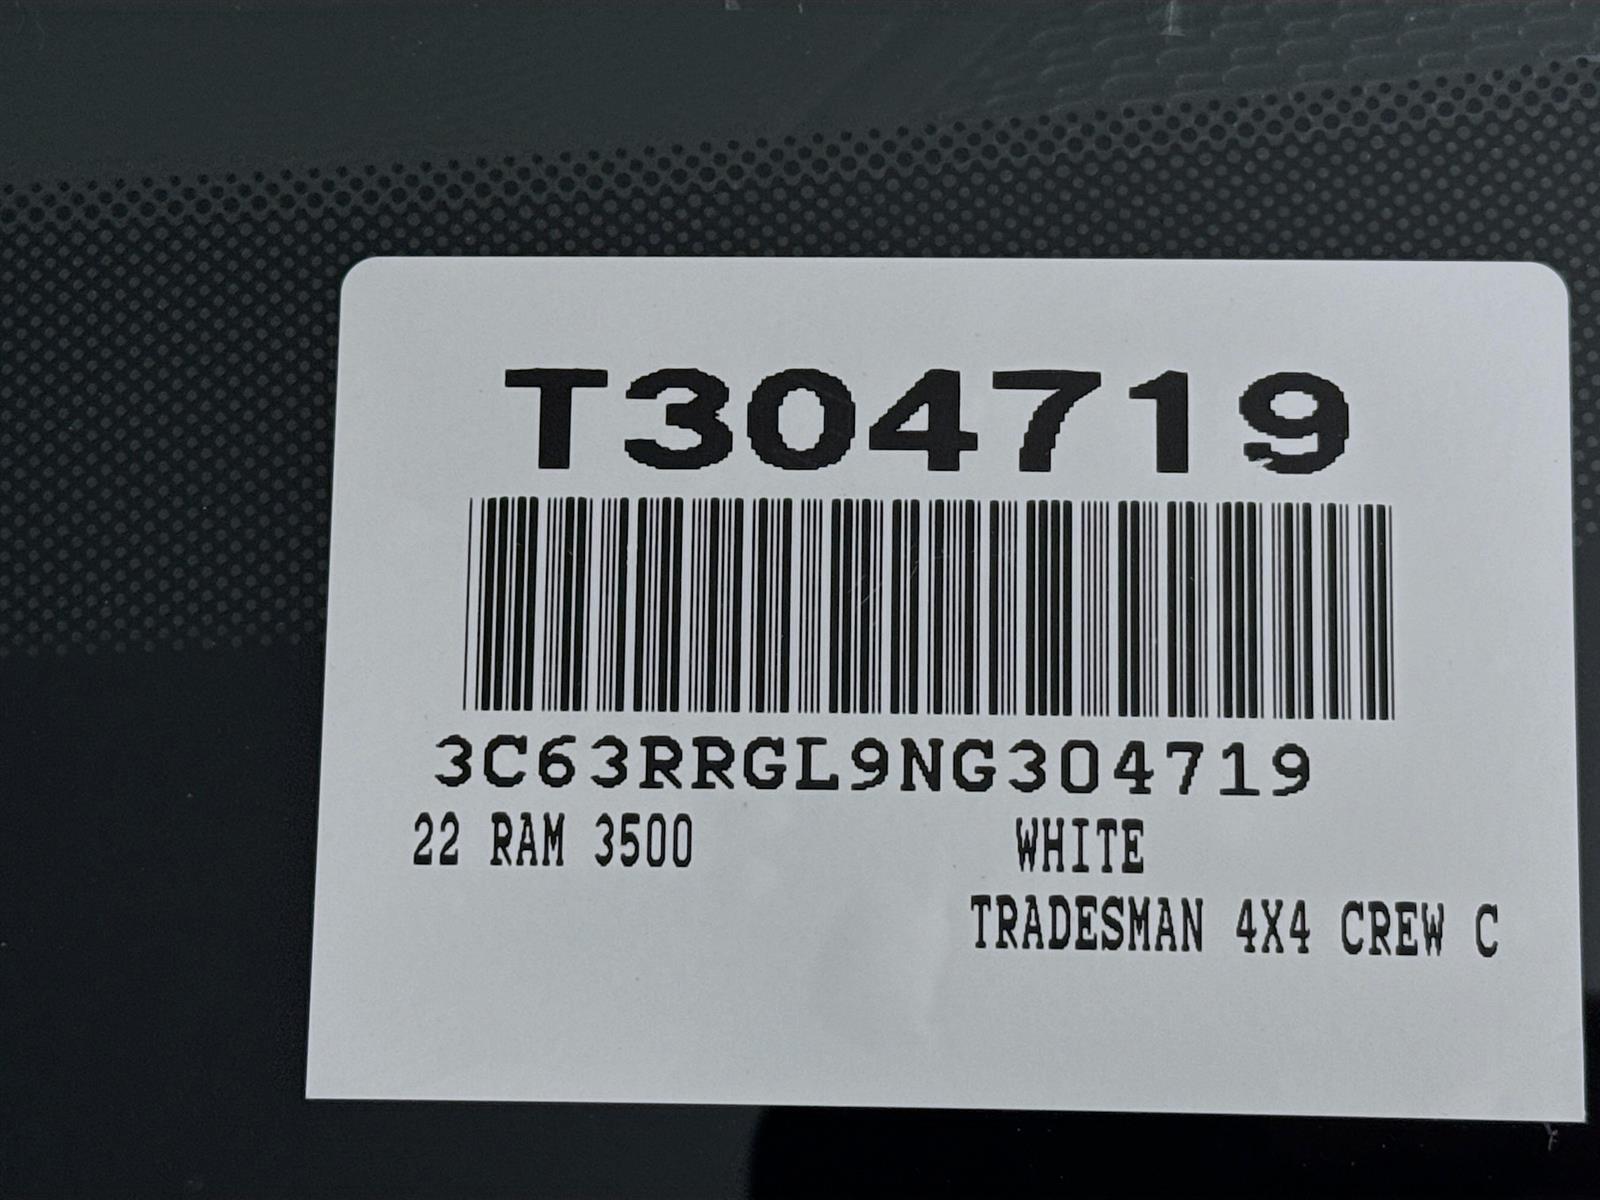 T304719
3C63RRGL9NG304719
22 RAM 3500 WHITE
TRADESMAN 4X4 CREW C